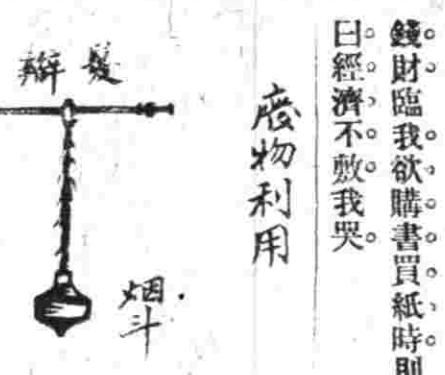 錢。財。臨。我。欲、購。書。買。紙、時。則
曰。經。濟。不。敷。我。哭。
廢物利用
髮辮
烟斗